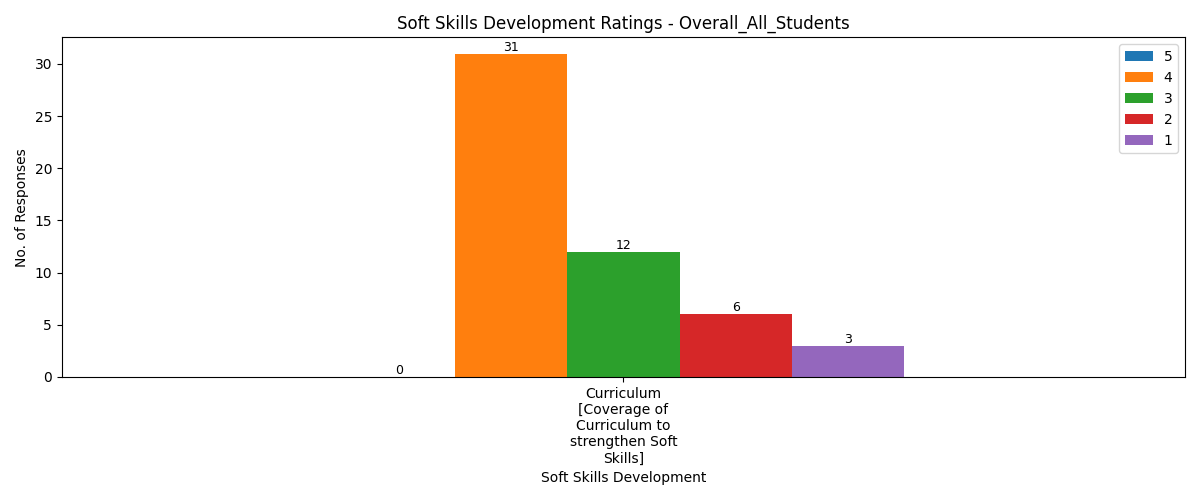 Soft Skills Development Ratings - Overall_All_Students
No. of Responses
30
25
20
15
10
5
0
0
31
12
6
3
5
4
3
2
1
Curriculum
[Coverage of
Curriculum to
strengthen Soft
Skills]
Soft Skills Development